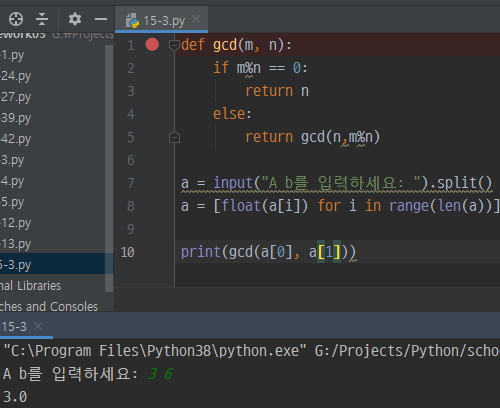 15-3.py
ework03 G:\Projects
-1.py
-24.py
-27.py
-39.py
-42.py
-3.py
-4.py
-5.py
-12.py
-13.py
5-3.py
nal Libraries
tches and Consoles
1 def gcd(m, n):
2 if m%n == 0:
3 return n
4 else:
5 return gcd(n,m%n)
6
7 a = input("A b를 입력하세요: ").split()
8 a = [float(a[i]) for i in range(len(a))]
9
10 print(gcd(a[0], a[1]))
15-3
"C:\Program Files\Python38\python.exe" G:/Projects/Python/schoo
A b를 입력하세요: 3 6
3.0